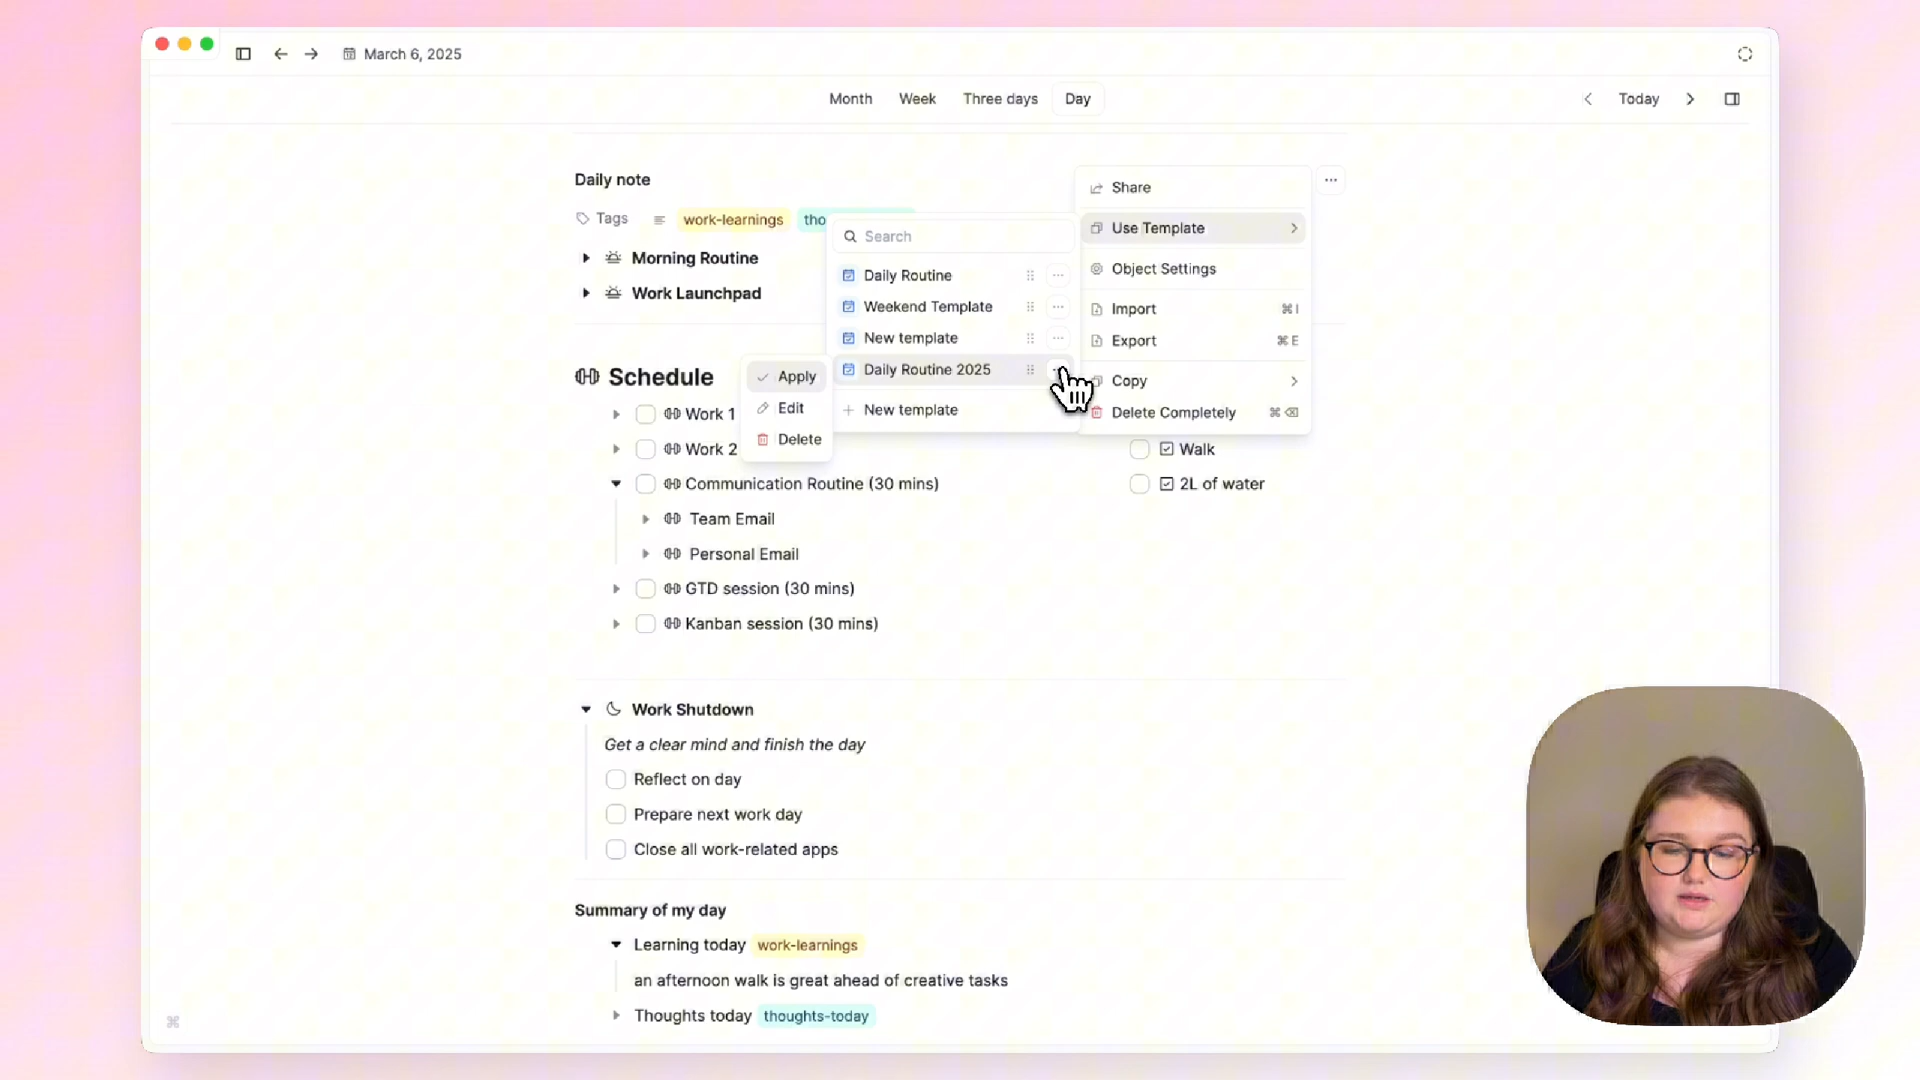 March 6, 2025
Month Week Three days Day
Today
Daily note
Share
Tags work-learnings tho
Search
Use Template
Morning Routine
Daily Routine
Object Settings
Work Launchpad
Weekend Template
Import ⌘ I
New template
Export ⌘ E
Schedule
Apply
Daily Routine 2025
Copy
Work 1
Edit
New template
Delete Completely ⌘ ⌫
Work 2
Delete
Walk
Communication Routine (30 mins)
2L of water
Team Email
Personal Email
GTD session (30 mins)
Kanban session (30 mins)
Work Shutdown
Get a clear mind and finish the day
Reflect on day
Prepare next work day
Close all work-related apps
Summary of my day
Learning today work-learnings
an afternoon walk is great ahead of creative tasks
Thoughts today thoughts-today
⌘